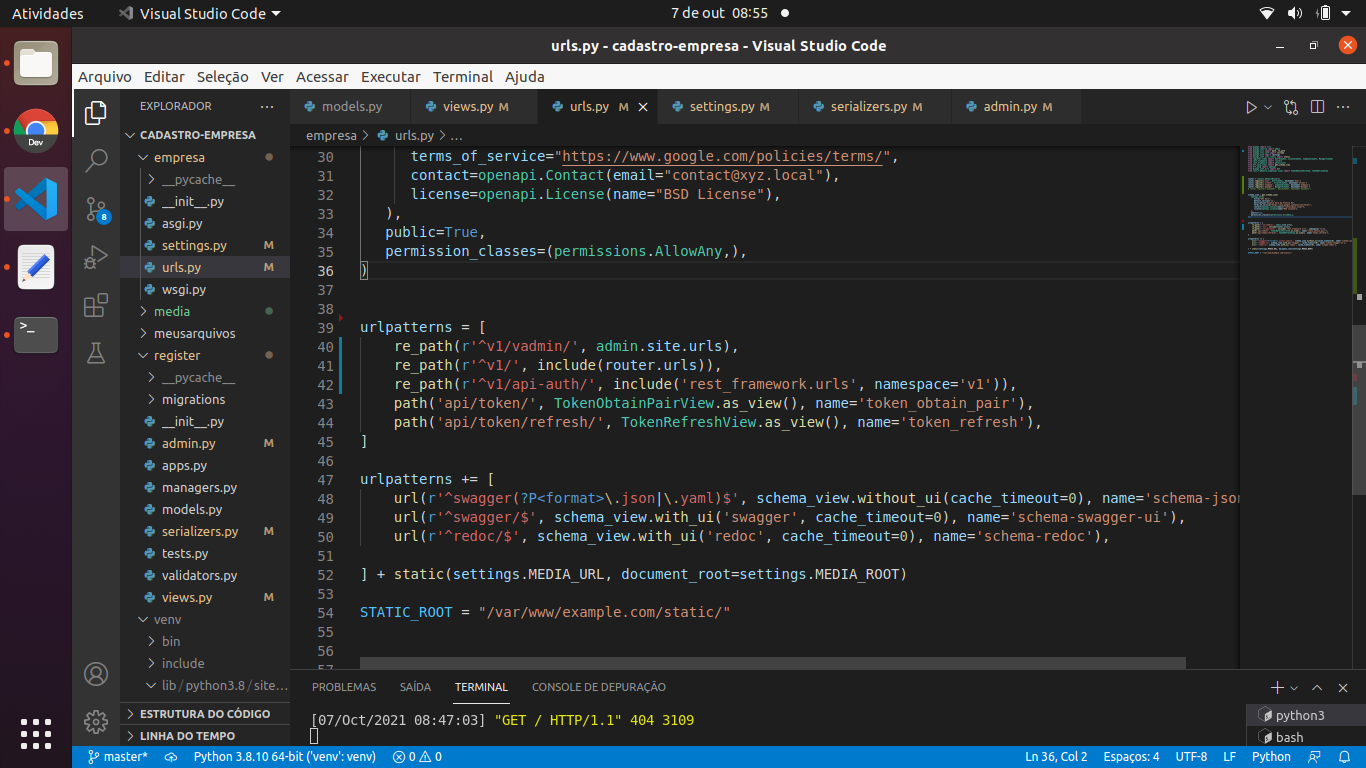 Atividades
Visual Studio Code
7 de out 08:55
Dev
urls.py - cadastro-empresa - Visual Studio Code
Arquivo Editar Seleção Ver Acessar Executar Terminal Ajuda
EXPLORADOR
CADASTRO-EMPRESA
empresa
__pycache__
__init__.py
asgi.py
settings.py M
urls.py M
wsgi.py
media
meusarquivos
register
__pycache__
migrations
__init__.py
admin.py M
apps.py
managers.py
models.py
serializers.py M
tests.py
validators.py
views.py M
venv
bin
include
lib / python3.8 / site...
ESTRUTURA DO CÓDIGO
LINHA DO TEMPO
8
models.py views.py M urls.py M settings.py M serializers.py M admin.py M
empresa > urls.py > ...
30 terms_of_service="https://www.google.com/policies/terms/",
31 contact=openapi.Contact(email="contact@xyz.local"),
32 license=openapi.License(name="BSD License"),
33 ),
34 public=True,
35 permission_classes=(permissions.AllowAny,),
36 )
37
38
39 urlpatterns = [
40 re_path(r'^v1/vadmin/', admin.site.urls),
41 re_path(r'^v1/', include(router.urls)),
42 re_path(r'^v1/api-auth/', include('rest_framework.urls', namespace='v1')),
43 path('api/token/', TokenObtainPairView.as_view(), name='token_obtain_pair'),
44 path('api/token/refresh/', TokenRefreshView.as_view(), name='token_refresh'),
45 ]
46
47 urlpatterns += [
48 url(r'^swagger(?P<format>\.json|\.yaml)$', schema_view.without_ui(cache_timeout=0), name='schema-json
49 url(r'^swagger/$', schema_view.with_ui('swagger', cache_timeout=0), name='schema-swagger-ui'),
50 url(r'^redoc/$', schema_view.with_ui('redoc', cache_timeout=0), name='schema-redoc'),
51
52 ] + static(settings.MEDIA_URL, document_root=settings.MEDIA_ROOT)
53
54 STATIC_ROOT = "/var/www/example.com/static/"
55
56
57
PROBLEMAS SAÍDA TERMINAL CONSOLE DE DEPURAÇÃO
[07/Oct/2021 08:47:03] "GET / HTTP/1.1" 404 3109
python3
bash
master* Python 3.8.10 64-bit ('venv': venv) 0 0 Ln 36, Col 2 Espaços: 4 UTF-8 LF Python